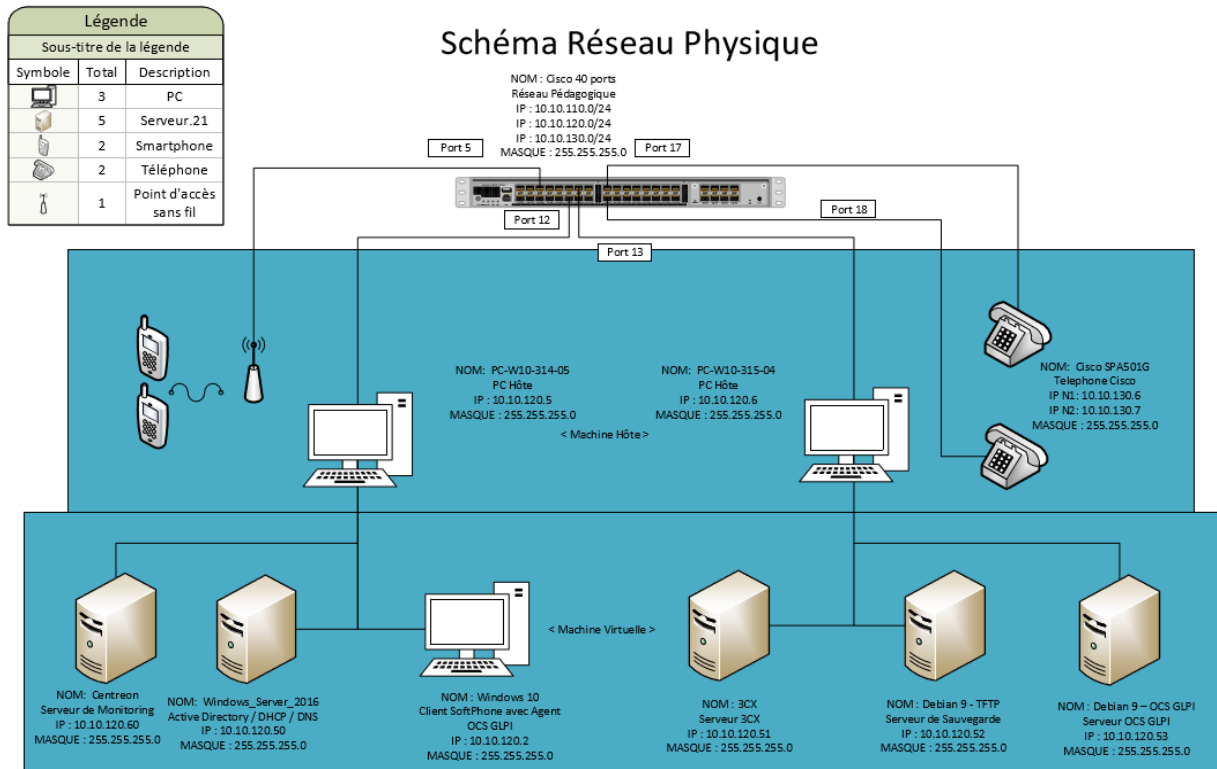 Légende
Sous-titre de la légende
Symbole Total Description
3 PC
5 Serveur.21
2 Smartphone
2 Téléphone
1 Point d'accès
sans fil
Schéma Réseau Physique
NOM : Cisco 40 ports
Réseau Pédagogique
IP : 10.10.110.0/24
IP : 10.10.120.0/24
IP : 10.10.130.0/24
MASQUE : 255.255.255.0
Port 5
Port 17
Port 12
Port 18
Port 13
NOM: PC-W10-314-05
PC Hôte
IP : 10.10.120.5
MASQUE : 255.255.255.0
NOM: PC-W10-315-04
PC Hôte
IP : 10.10.120.6
MASQUE : 255.255.255.0
< Machine Hôte >
NOM: Cisco SPA501G
Telephone Cisco
IP N1: 10.10.130.6
IP N2: 10.10.130.7
MASQUE : 255.255.255.0
< Machine Virtuelle >
NOM: Centreon
Serveur de Monitoring
IP : 10.10.120.60
MASQUE : 255.255.255.0
NOM: Windows_Server_2016
Active Directory / DHCP / DNS
IP : 10.10.120.50
MASQUE : 255.255.255.0
NOM : Windows 10
Client SoftPhone avec Agent
OCS GLPI
IP : 10.10.120.2
MASQUE : 255.255.255.0
NOM : 3CX
Serveur 3CX
IP : 10.10.120.51
MASQUE : 255.255.255.0
NOM : Debian 9 - TFTP
Serveur de Sauvegarde
IP : 10.10.120.52
MASQUE : 255.255.255.0
NOM : Debian 9 – OCS GLPI
Serveur OCS GLPI
IP : 10.10.120.53
MASQUE : 255.255.255.0